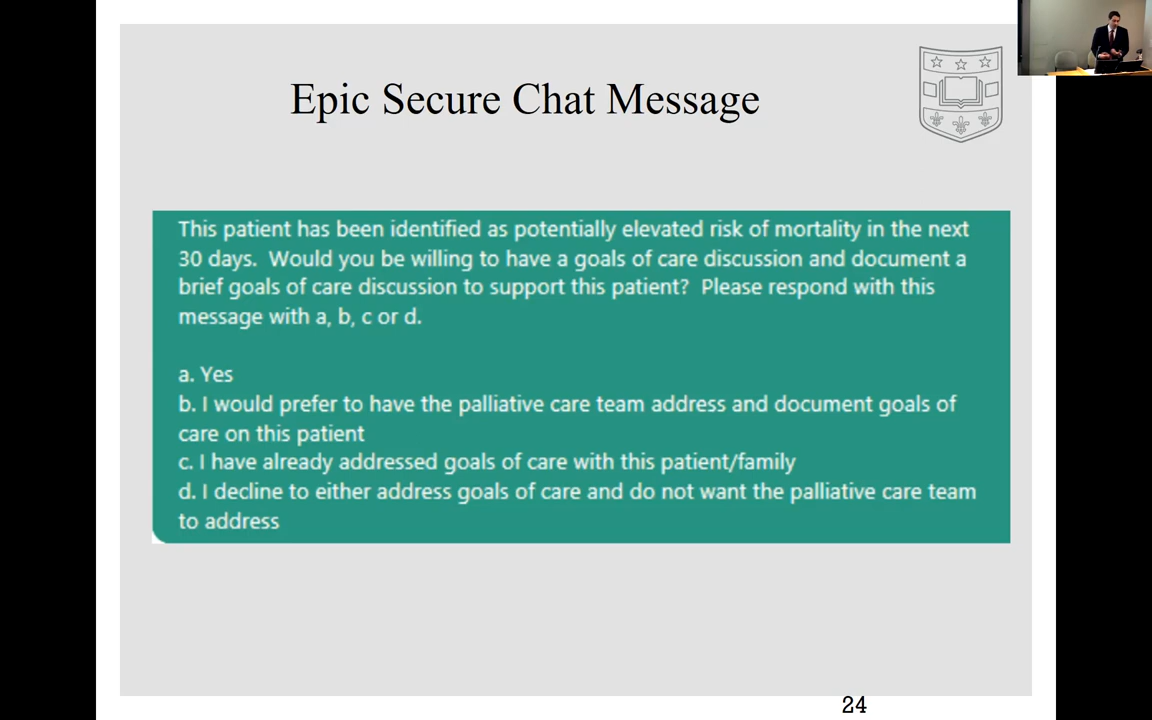 Epic Secure Chat Message
This patient has been identified as potentially elevated risk of mortality in the next
30 days.  Would you be willing to have a goals of care discussion and document a
brief goals of care discussion to support this patient?  Please respond with this
message with a, b, c or d.
a. Yes
b. I would prefer to have the palliative care team address and document goals of
care on this patient
c. I have already addressed goals of care with this patient/family
d. I decline to either address goals of care and do not want the palliative care team
to address
24